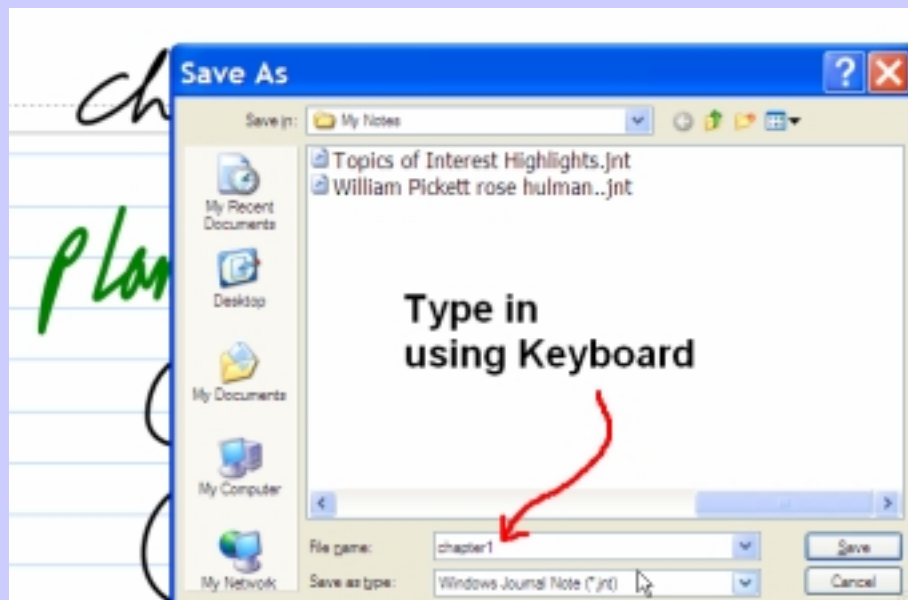 ch
Save As
Save in:
My Notes
Topics of Interest Highlights.jnt
William Pickett rose hulman..jnt
My Recent
Documents
plan
Desktop
Type in
using Keyboard
My Documents
My Computer
File name:
chapter1
Save
My Network
Save as type:
Windows Journal Note (*.jnt)
Cancel